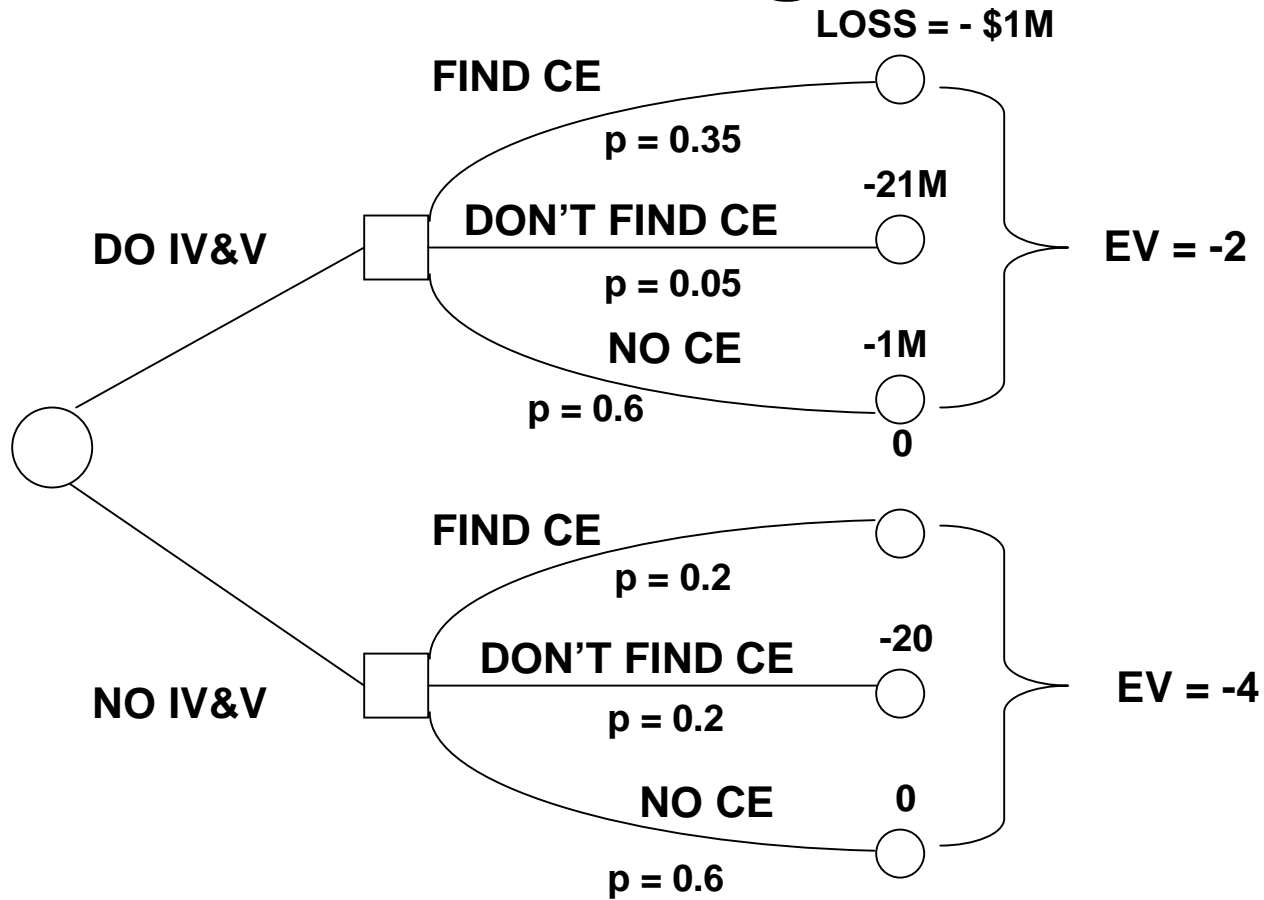 LOSS = - $1M
FIND CE
p = 0.35
-21M
DON'T FIND CE
DO IV&V
EV = -2
p = 0.05
NO CE
-1M
p = 0.6
0
FIND CE
p = 0.2
-20
DON'T FIND CE
NO IV&V
EV = -4
p = 0.2
NO CE
0
p = 0.6